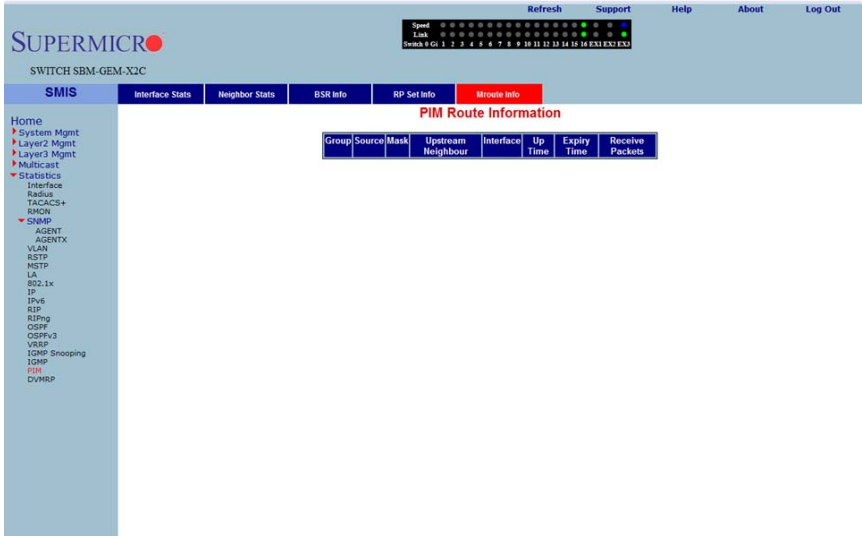 Refresh Support Help About Log Out
SUPERMICRO
Speed
Link
Switch 0 Gi 1 2 3 4 5 6 7 8 9 10 11 12 13 14 15 16 EX1 EX2 EX3
SWITCH SBM-GEM-X2C
SMIS
Interface Stats Neighbor Stats BSR Info RP Set Info Mroute Info
PIM Route Information
Group Source Mask Upstream Neighbour Interface Up Time Expiry Time Receive Packets
Home
System Mgmt
Layer2 Mgmt
Layer3 Mgmt
Multicast
Statistics
Interface
Radius
TACACS+
RMON
SNMP
AGENT
AGENTX
VLAN
RSTP
MSTP
LA
802.1x
IP
IPv6
RIP
RIPng
OSPF
OSPFv3
VRRP
IGMP Snooping
IGMP
PIM
DVMRP